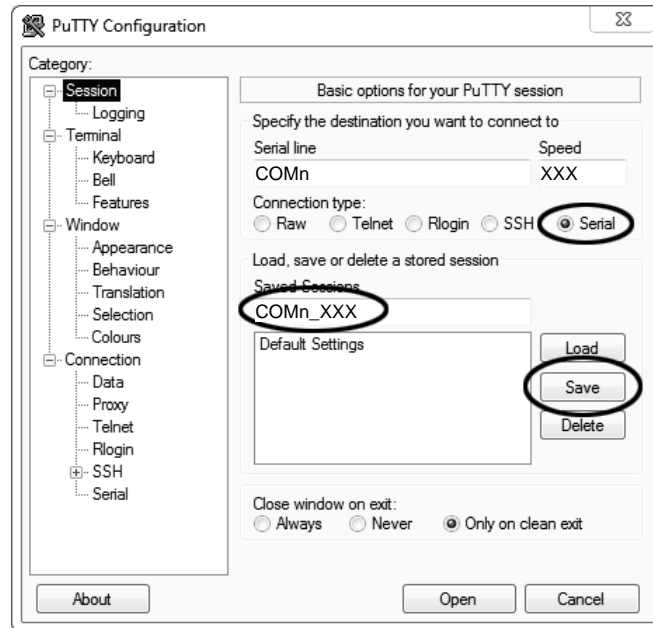 PuTTY Configuration
Category:
Session
Logging
Terminal
Keyboard
Bell
Features
Window
Appearance
Behaviour
Translation
Selection
Colours
Connection
Data
Proxy
Telnet
Rlogin
SSH
Serial
Basic options for your PuTTY session
Specify the destination you want to connect to
Serial line Speed
COMn XXX
Connection type:
Raw Telnet Rlogin SSH Serial
Load, save or delete a stored session
Saved Sessions
COMn_XXX
Default Settings
Load
Save
Delete
Close window on exit:
Always Never Only on clean exit
About Open Cancel